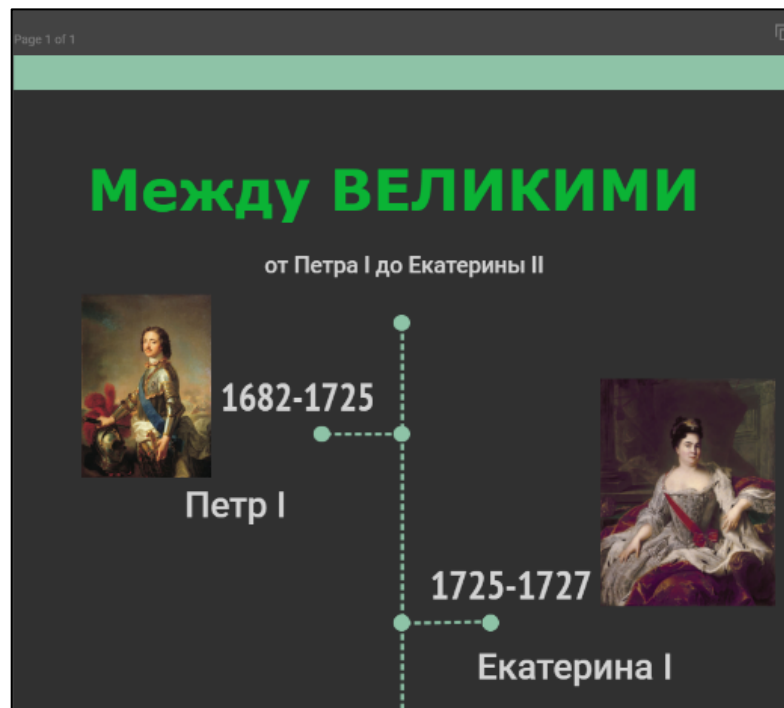 Page 1 of 1
Между ВЕЛИКИМИ
от Петра I до Екатерины II
1682-1725
Петр I
1725-1727
Екатерина I